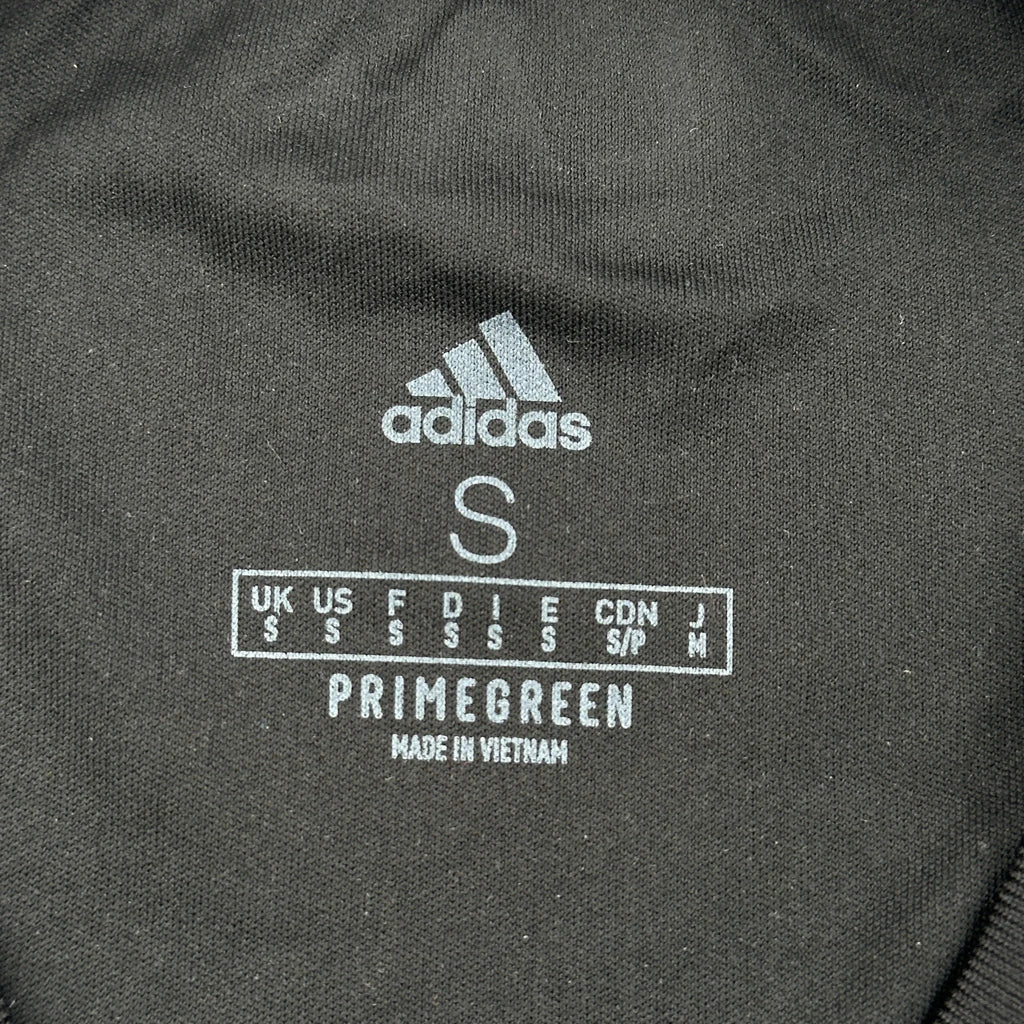 adidas
S
UK US F D I E CDN J
S S S S S S S/P M
PRIMEGREEN
MADE IN VIETNAM